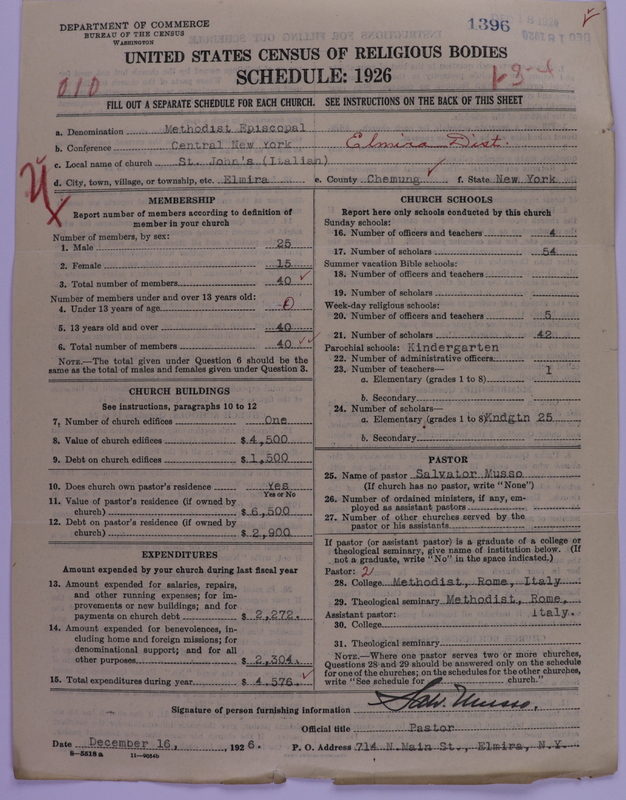 DEPARTMENT OF COMMERCE
BUREAU OF THE CENSUS
WASHINGTON
1396
UNITED STATES CENSUS OF RELIGIOUS BODIES
SCHEDULE: 1926
010
FILL OUT A SEPARATE SCHEDULE FOR EACH CHURCH. SEE INSTRUCTIONS ON THE BACK OF THIS SHEET
a. Denomination Methodist Episcopal
b. Conference Central New York Elmira Dist.
c. Local name of church St. John's (Italian)
d. City, town, village, or township, etc. Elmira e. County Chemung f. State New York
MEMBERSHIP
Report number of members according to definition of
member in your church
Number of members, by sex:
1. Male 25
2. Female 15
3. Total number of members 40
Number of members under and over 13 years old:
4. Under 13 years of age 0
5. 13 years old and over 40
6. Total number of members 40
NOTE.—The total given under Question 6 should be the
same as the total of males and females given under Question 3.
CHURCH BUILDINGS
See instructions, paragraphs 10 to 12
7. Number of church edifices One
8. Value of church edifices $ 4,500
9. Debt on church edifices $ 1,500
10. Does church own pastor's residence Yes
Yes or No
11. Value of pastor's residence (if owned by
church) $ 6,500
12. Debt on pastor's residence (if owned by
church) $ 2,900
EXPENDITURES
Amount expended by your church during last fiscal year
13. Amount expended for salaries, repairs,
and other running expenses; for im-
provements or new buildings; and for
payments on church debt $ 2,272.
14. Amount expended for benevolences, in-
cluding home and foreign missions; for
denominational support; and for all
other purposes $ 2,304.
15. Total expenditures during year $ 4,576.
CHURCH SCHOOLS
Report here only schools conducted by this church
Sunday schools:
16. Number of officers and teachers 4
17. Number of scholars 54
Summer vacation Bible schools:
18. Number of officers and teachers
19. Number of scholars
Week-day religious schools:
20. Number of officers and teachers 5
21. Number of scholars 42
Parochial schools: Kindergarten
22. Number of administrative officers
23. Number of teachers—
a. Elementary (grades 1 to 8) 1
b. Secondary
24. Number of scholars—
a. Elementary (grades 1 to 8) Kndgtn 25
b. Secondary
PASTOR
25. Name of pastor Salvator Musso
(If church has no pastor, write "None")
26. Number of ordained ministers, if any, em-
ployed as assistant pastors
27. Number of other churches served by the
pastor or his assistants
If pastor (or assistant pastor) is a graduate of a college or
theological seminary, give name of institution below. (If
not a graduate, write "No" in the space indicated.)
Pastor: 2
28. College Methodist, Rome, Italy
29. Theological seminary Methodist, Rome,
Assistant pastor: Italy.
30. College
31. Theological seminary
NOTE.—Where one pastor serves two or more churches,
Questions 28 and 29 should be answered only on the schedule
for one of the churches; on the schedules for the other churches,
write "See schedule for church."
Signature of person furnishing information Salv. Musso.
Official title Pastor
Date December 16, , 1926. P. O. Address 714 N.Main St., Elmira, N.Y.
8-5518a 11-9034b